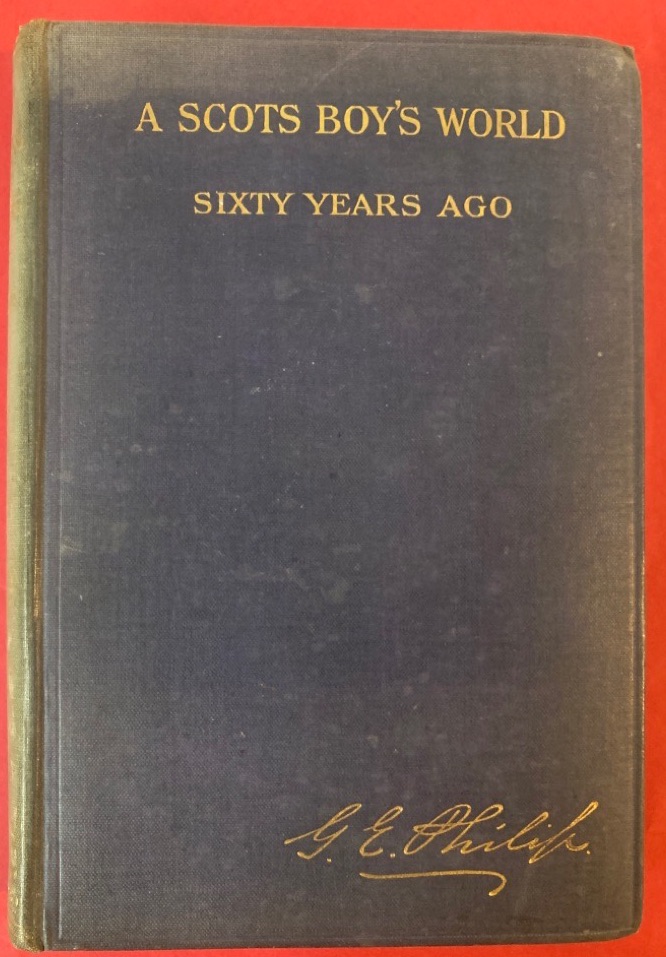 A SCOTS BOY'S WORLD
SIXTY YEARS AGO
G. E. Philip.